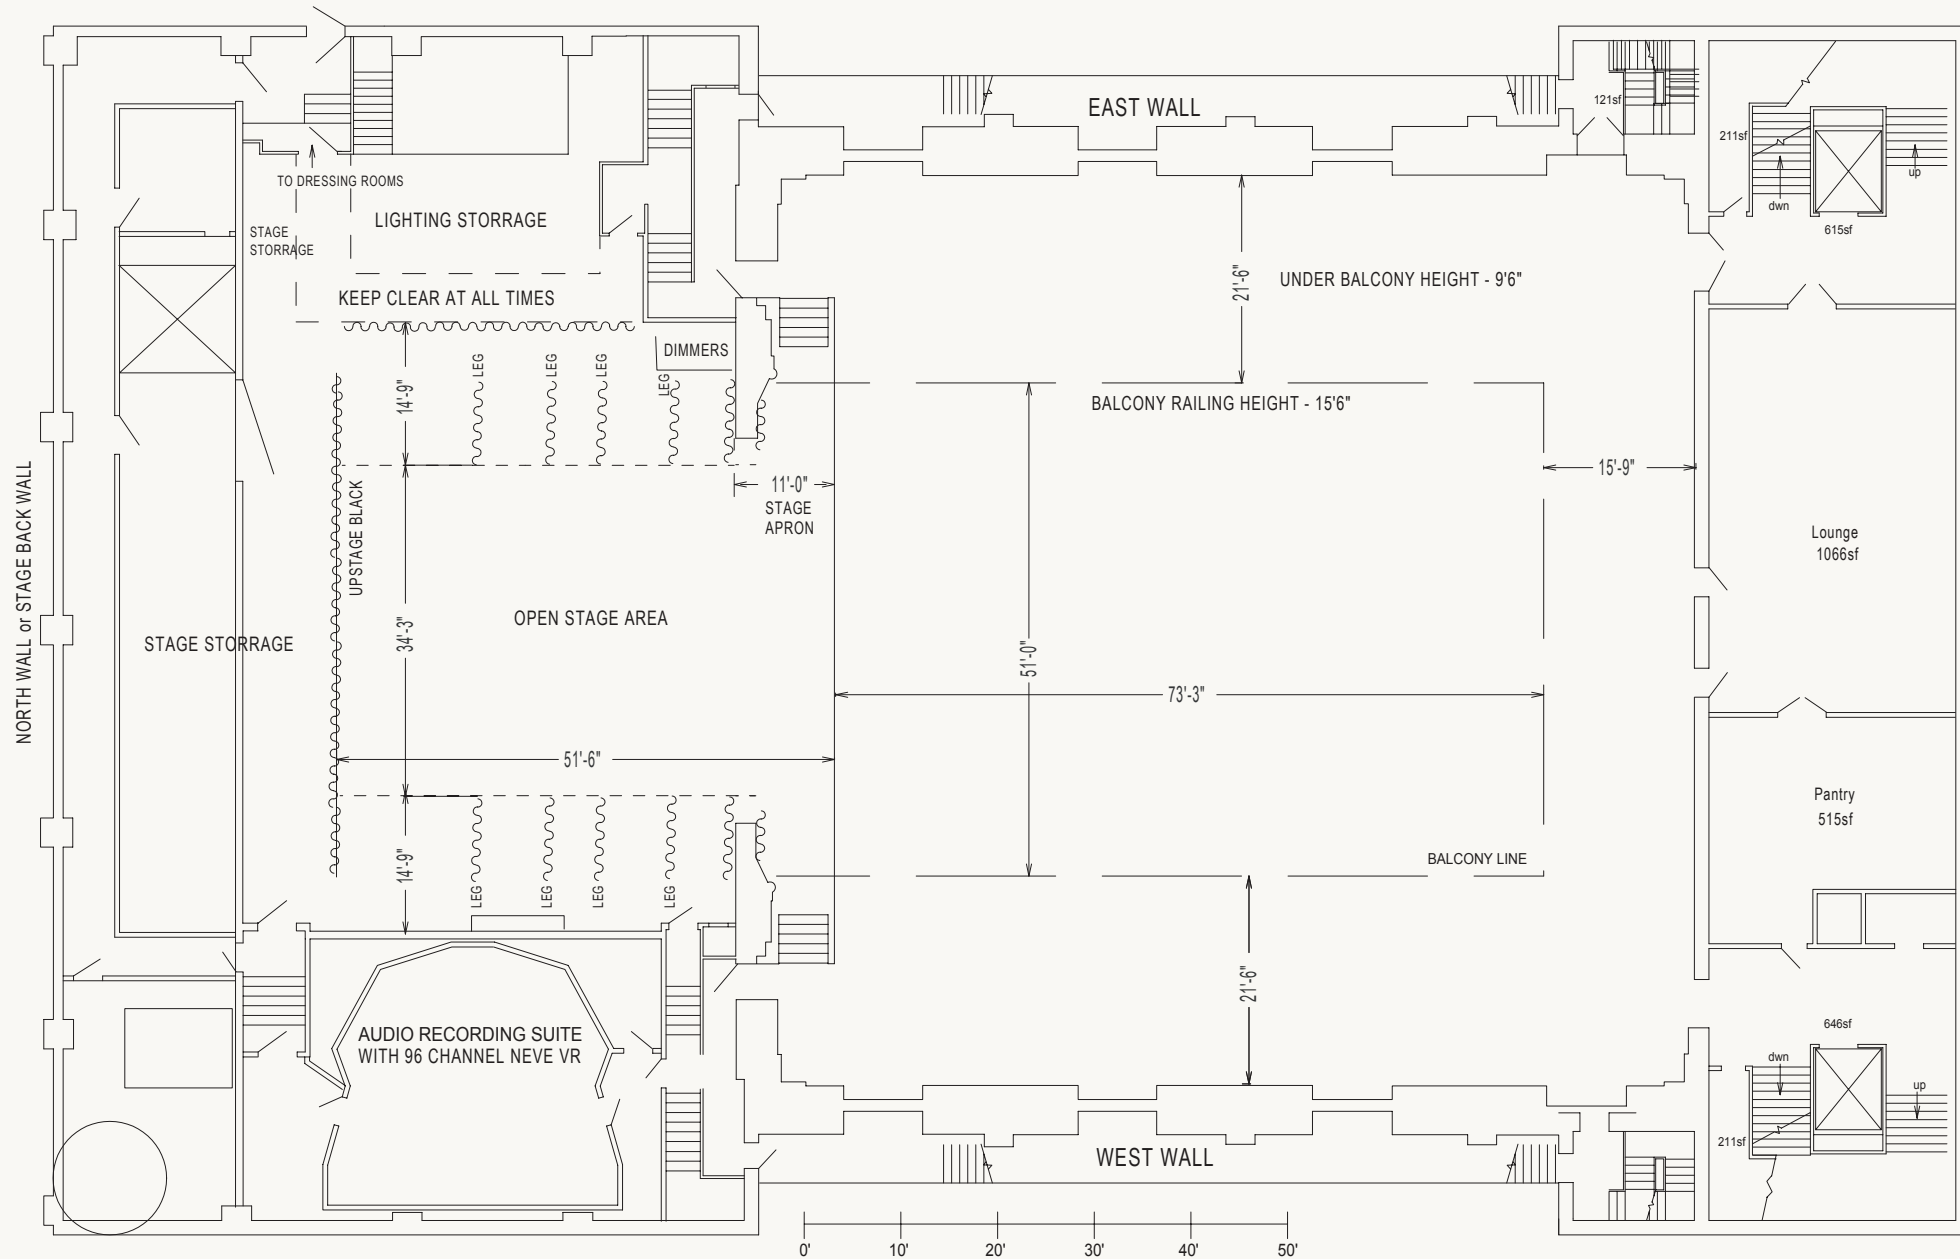 EAST WALL
121sf
211sf
dwn
up
615sf
TO DRESSING ROOMS
LIGHTING STORRAGE
STAGE
STORRAGE
KEEP CLEAR AT ALL TIMES
21'-6"
UNDER BALCONY HEIGHT - 9'6"
DIMMERS
LEG
LEG
LEG
LEG
14'-9"
BALCONY RAILING HEIGHT - 15'6"
15'-9"
11'-0"
STAGE
APRON
UPSTAGE BLACK
NORTH WALL or STAGE BACK WALL
Lounge
1066sf
OPEN STAGE AREA
STAGE STORRAGE
34'-3"
51'-0"
73'-3"
51'-6"
Pantry
515sf
14'-9"
BALCONY LINE
LEG
LEG
LEG
LEG
21'-6"
AUDIO RECORDING SUITE
WITH 96 CHANNEL NEVE VR
646sf
dwn
up
211sf
WEST WALL
0'
10'
20'
30'
40'
50'